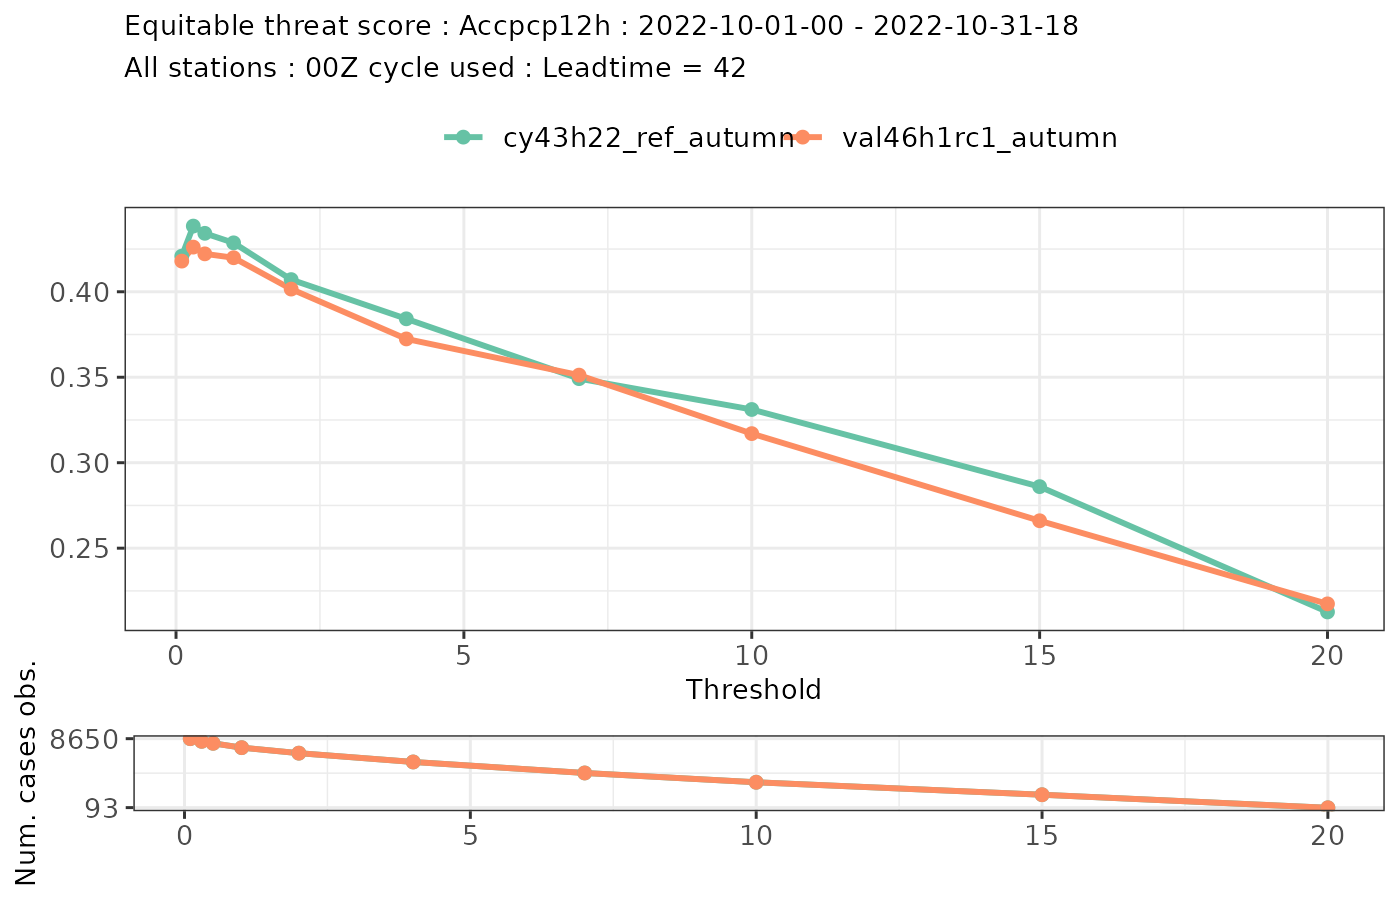 Equitable threat score : Accpcp12h : 2022-10-01-00 - 2022-10-31-18
All stations : 00Z cycle used : Leadtime = 42
cy43h22_ref_autumn val46h1rc1_autumn
0.40
0.35
0.30
0.25
0 5 10 15 20
Threshold
Num. cases obs.
8650
93
0 5 10 15 20